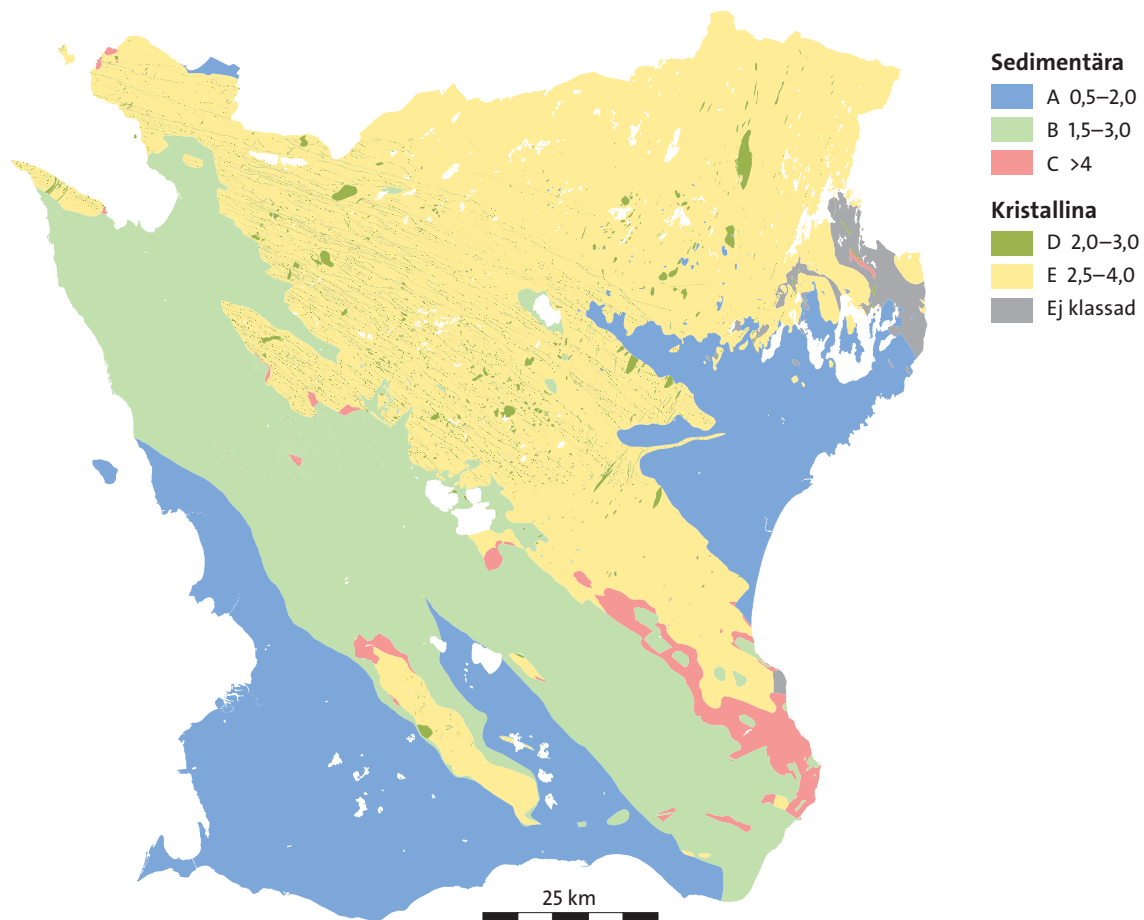 Sedimentära
A 0,5–2,0
B 1,5–3,0
C >4
Kristallina
D 2,0–3,0
E 2,5–4,0
Ej klassad
25 km